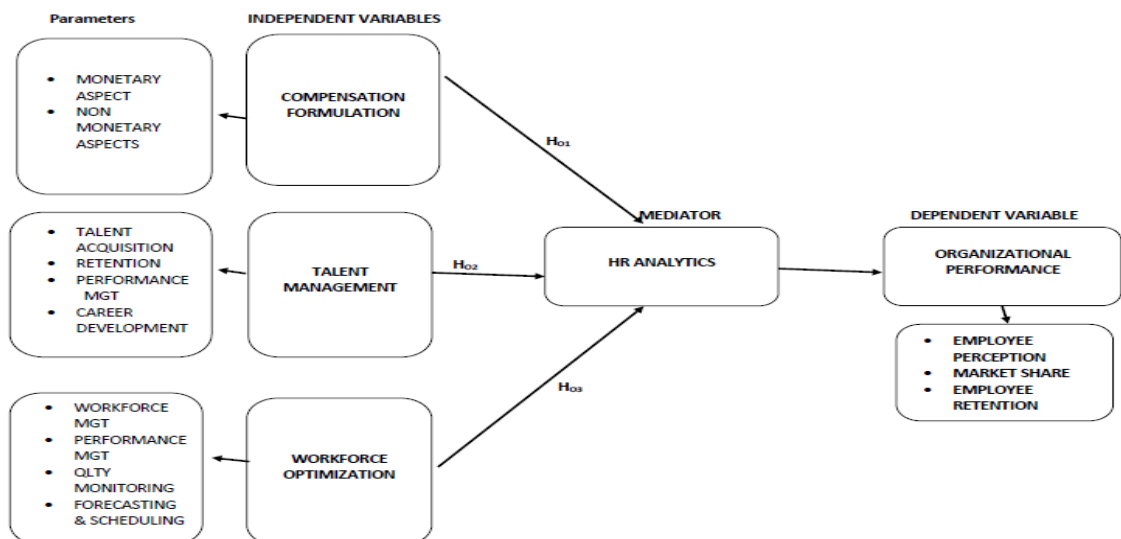 Parameters
INDEPENDENT VARIABLES
• MONETARY
ASPECT
• NON
MONETARY
ASPECTS
COMPENSATION
FORMULATION
H₀₁
• TALENT
ACQUISITION
• RETENTION
• PERFORMANCE
MGT
• CAREER
DEVELOPMENT
TALENT
MANAGEMENT
H₀₂
MEDIATOR
HR ANALYTICS
DEPENDENT VARIABLE
ORGANIZATIONAL
PERFORMANCE
• EMPLOYEE
PERCEPTION
• MARKET SHARE
• EMPLOYEE
RETENTION
H₀₃
• WORKFORCE
MGT
• PERFORMANCE
MGT
• QLTY
MONITORING
• FORECASTING
& SCHEDULING
WORKFORCE
OPTIMIZATION